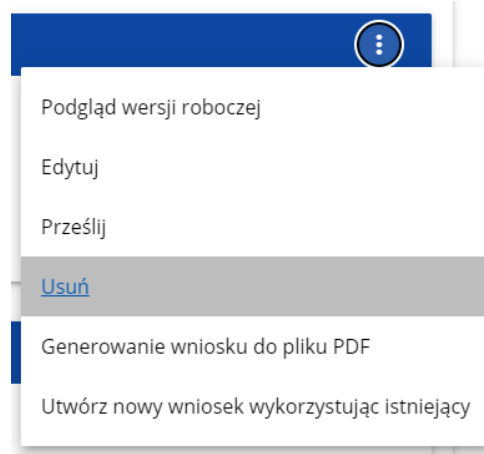 Podgląd wersji roboczej
Edytuj
Prześlij
Usuń
Generowanie wniosku do pliku PDF
Utwórz nowy wniosek wykorzystując istniejący